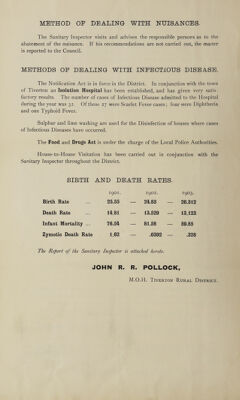 METHOD OF DEALING WITH NUISANCES.
The Sanitary Inspector visits and advises the responsible persons as to the
abatement of the nuisance. If his recommendations are not carried out, the matter
is reported to the Council.
METHODS OF DEALING WITH INFECTIOUS DISEASE.
The Notification Act is in force in the District. In conjunction with the town
of Tiverton an Isolation Hospital has been established, and has given very satis-
factory results. The number of cases of Infectious Disease admitted to the Hospital
during the year was 32. Of these 27 were Scarlet Fever cases; four were Diphtheria
and one Typhoid Fever.
Sulphur and lime washing are used for the Disinfection of houses where cases
of Infectious Diseases have occurred.
The Food and Drugs Act is under the charge of the Local Police Authorities.
House-to-House Visitation has been carried out in conjunction with the
Sanitary Inspector throughout the District.
BIRTH AND DEATH RATES.
1901. 1902. 1903.
Birth Rate ... 25.55 — 24.65 — 26.312
Death Rate ... 14.81 — 13.529 — 13.123
Infant Mortality ... 76.54 — 81.28 — 89.88
Zymotic Death Rate 1.02 — .0392 — .328
The Report of the Sanitary Inspector is attached hereto.
JOHN R. R. POLLOCK,
M.O.H. TIVERTON RURAL DISTRICT.